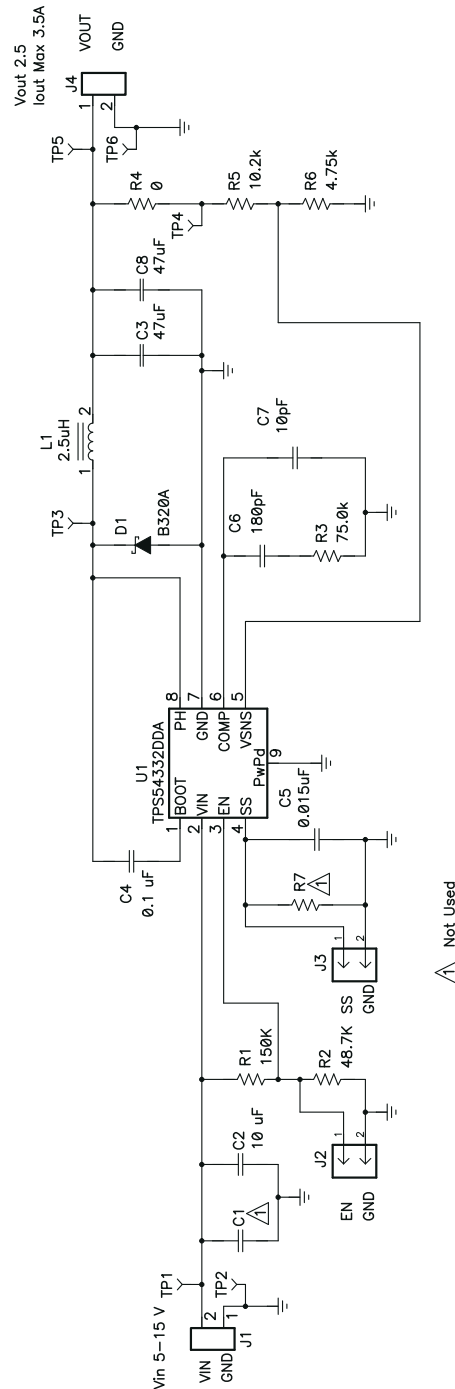 Vin 5-15 V
VIN
GND
2
1
J1
TP1
TP2
C1
1
C2
10 uF
EN
GND
J2
1
2
R1
150K
R2
48.7K
SS
GND
J3
1
2
R7
1
C5
0.015uF
C4
0.1 uF
U1
TPS54332DDA
1
BOOT
2
VIN
3
EN
4
SS
8
PH
7
GND
6
COMP
5
VSNS
PwPd
9
D1
B320A
TP3
L1
2.5uH
1
2
C6
180pF
R3
75.0k
C7
10pF
C3
47uF
C8
47uF
R4
0
TP4
R5
10.2k
R6
4.75k
TP5
TP6
Vout 2.5
Iout Max 3.5A
J4
1
2
VOUT
GND
1 Not Used